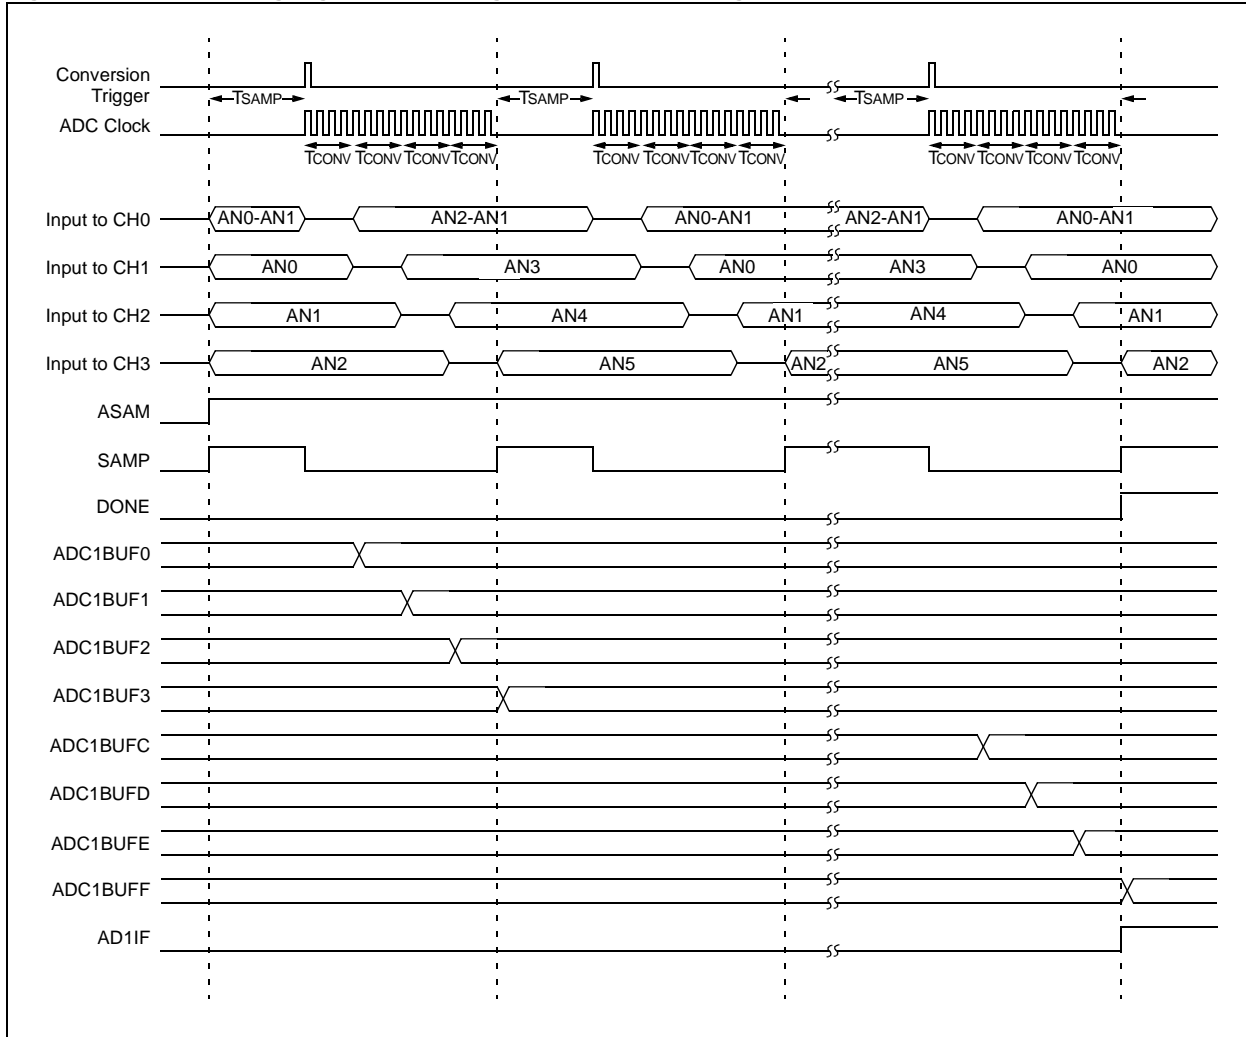 Conversion
Trigger
TSAMP TSAMP TSAMP
ADC Clock
TCONV TCONV TCONV TCONV TCONV TCONV TCONV TCONV TCONV TCONV TCONV TCONV
Input to CH0 AN0-AN1 AN2-AN1 AN0-AN1 AN2-AN1 AN0-AN1
Input to CH1 AN0 AN3 AN0 AN3 AN0
Input to CH2 AN1 AN4 AN1 AN4 AN1
Input to CH3 AN2 AN5 AN2 AN5 AN2
ASAM
SAMP
DONE
ADC1BUF0
ADC1BUF1
ADC1BUF2
ADC1BUF3
ADC1BUFC
ADC1BUFD
ADC1BUFE
ADC1BUFF
AD1IF